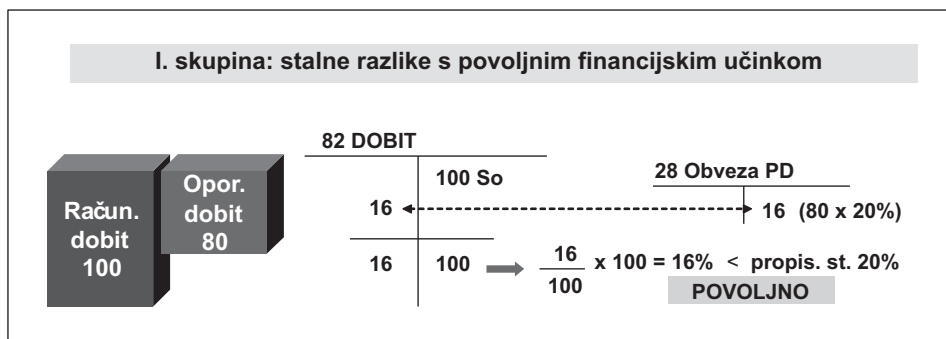 I. skupina: stalne razlike s povoljnim financijskim učinkom
Račun.
dobit
100
Opor.
dobit
80
82 DOBIT
100 So
16
16
100
28 Obveza PD
16 (80 x 20%)
16
100
x 100 = 16% < propis. st. 20%
POVOLJNO